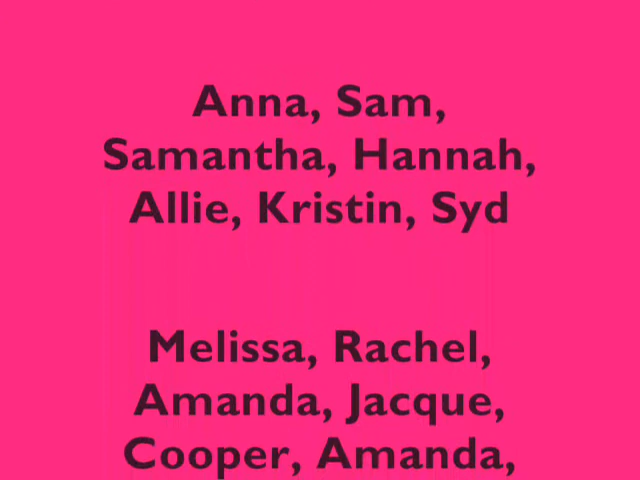 Anna, Sam,
Samantha, Hannah,
Allie, Kristin, Syd
Melissa, Rachel,
Amanda, Jacque,
Cooper, Amanda,